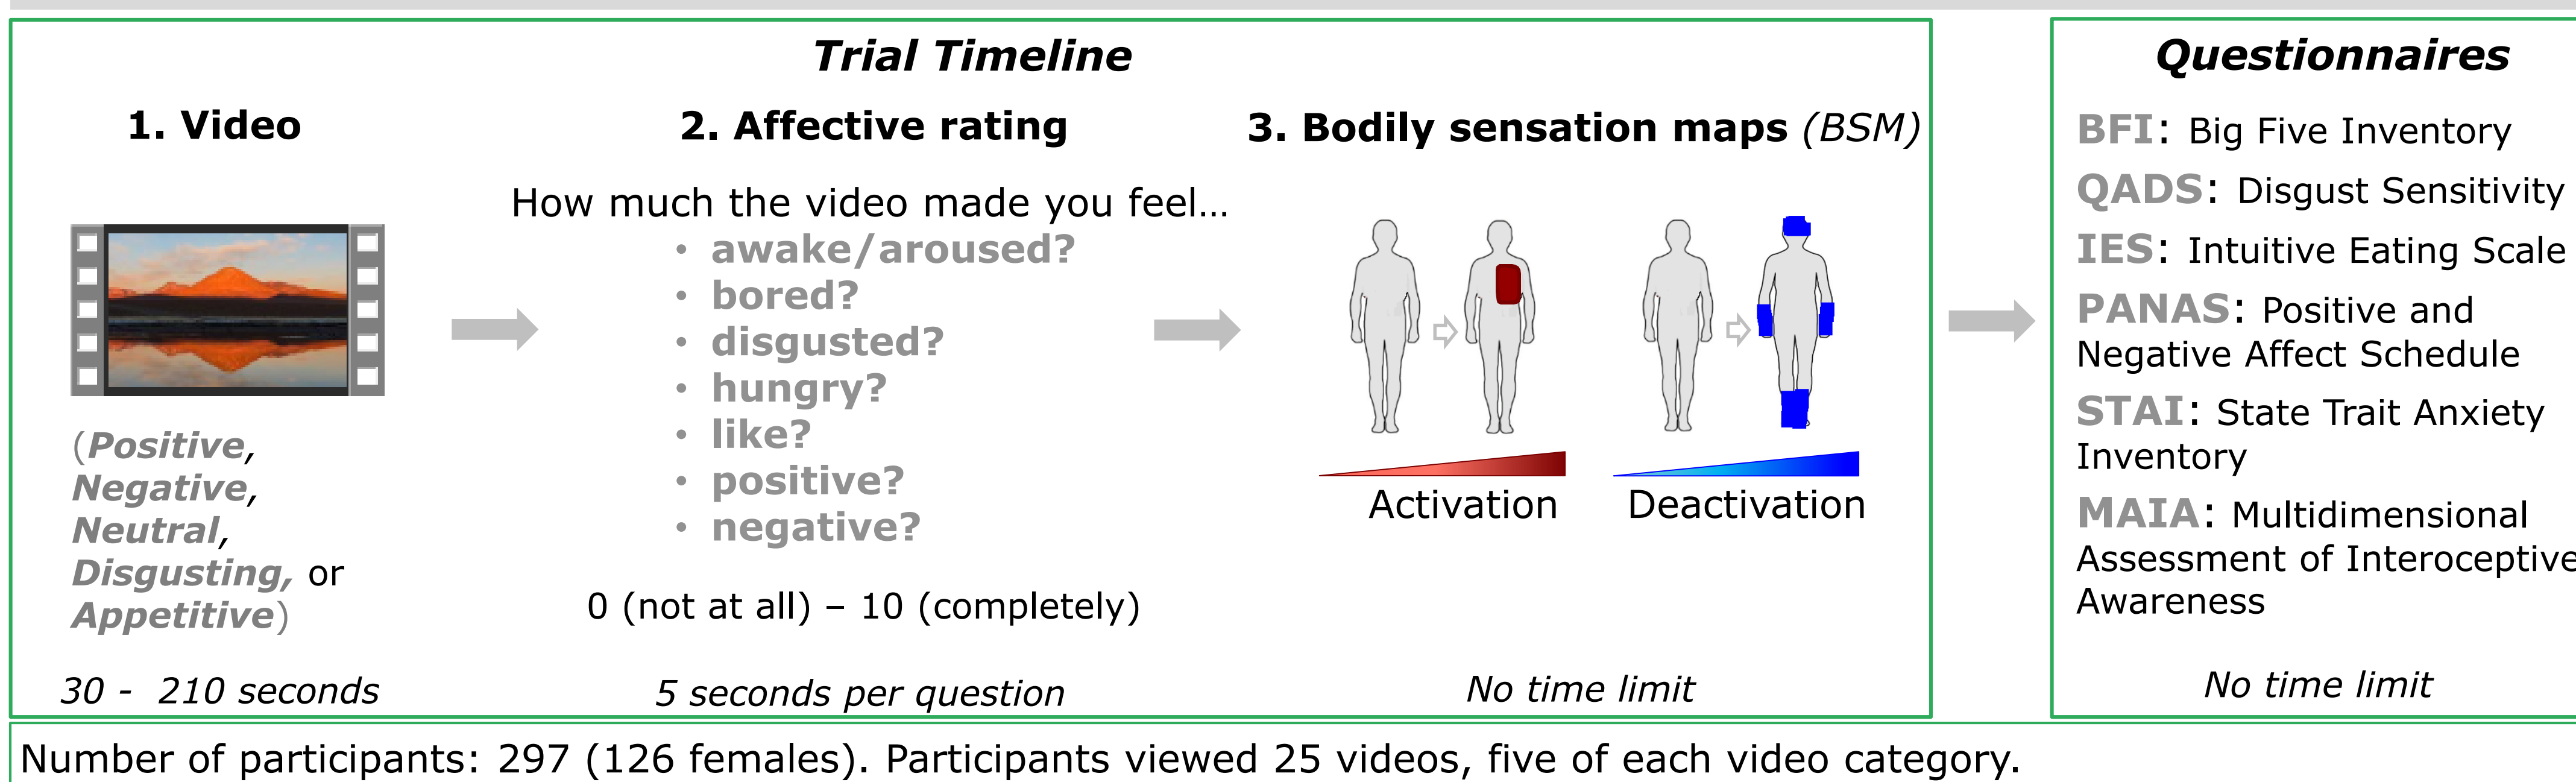 Trial Timeline
1. Video
(Positive,
Negative,
Neutral,
Disgusting, or
Appetitive)
30 - 210 seconds
2. Affective rating
How much the video made you feel…
• awake/aroused?
• bored?
• disgusted?
• hungry?
• like?
• positive?
• negative?
0 (not at all) – 10 (completely)
5 seconds per question
3. Bodily sensation maps (BSM)
Activation
Deactivation
No time limit
Questionnaires
BFI: Big Five Inventory
QADS: Disgust Sensitivity
IES: Intuitive Eating Scale
PANAS: Positive and
Negative Affect Schedule
STAI: State Trait Anxiety
Inventory
MAIA: Multidimensional
Assessment of Interoceptive
Awareness
No time limit
Number of participants: 297 (126 females). Participants viewed 25 videos, five of each video category.